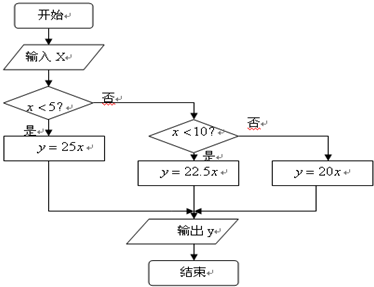 开始
输入 X
x < 5?
否
是
y = 25x
x < 10?
否
是
y = 22.5x
y = 20x
输出 y
结束